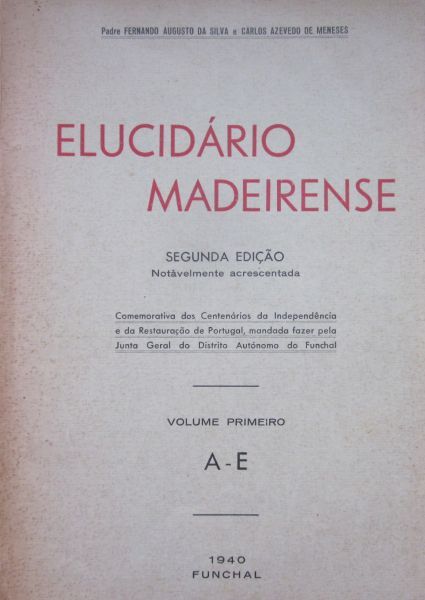 Padre FERNANDO AUGUSTO DA SILVA e CARLOS AZEVEDO DE MENESES
ELUCIDÁRIO
MADEIRENSE
SEGUNDA EDIÇÃO
Notàvelmente acrescentada
Comemorativa dos Centenários da Independência
e da Restauração de Portugal, mandada fazer pela
Junta Geral do Distrito Autónomo do Funchal
VOLUME PRIMEIRO
A - E
1940
FUNCHAL